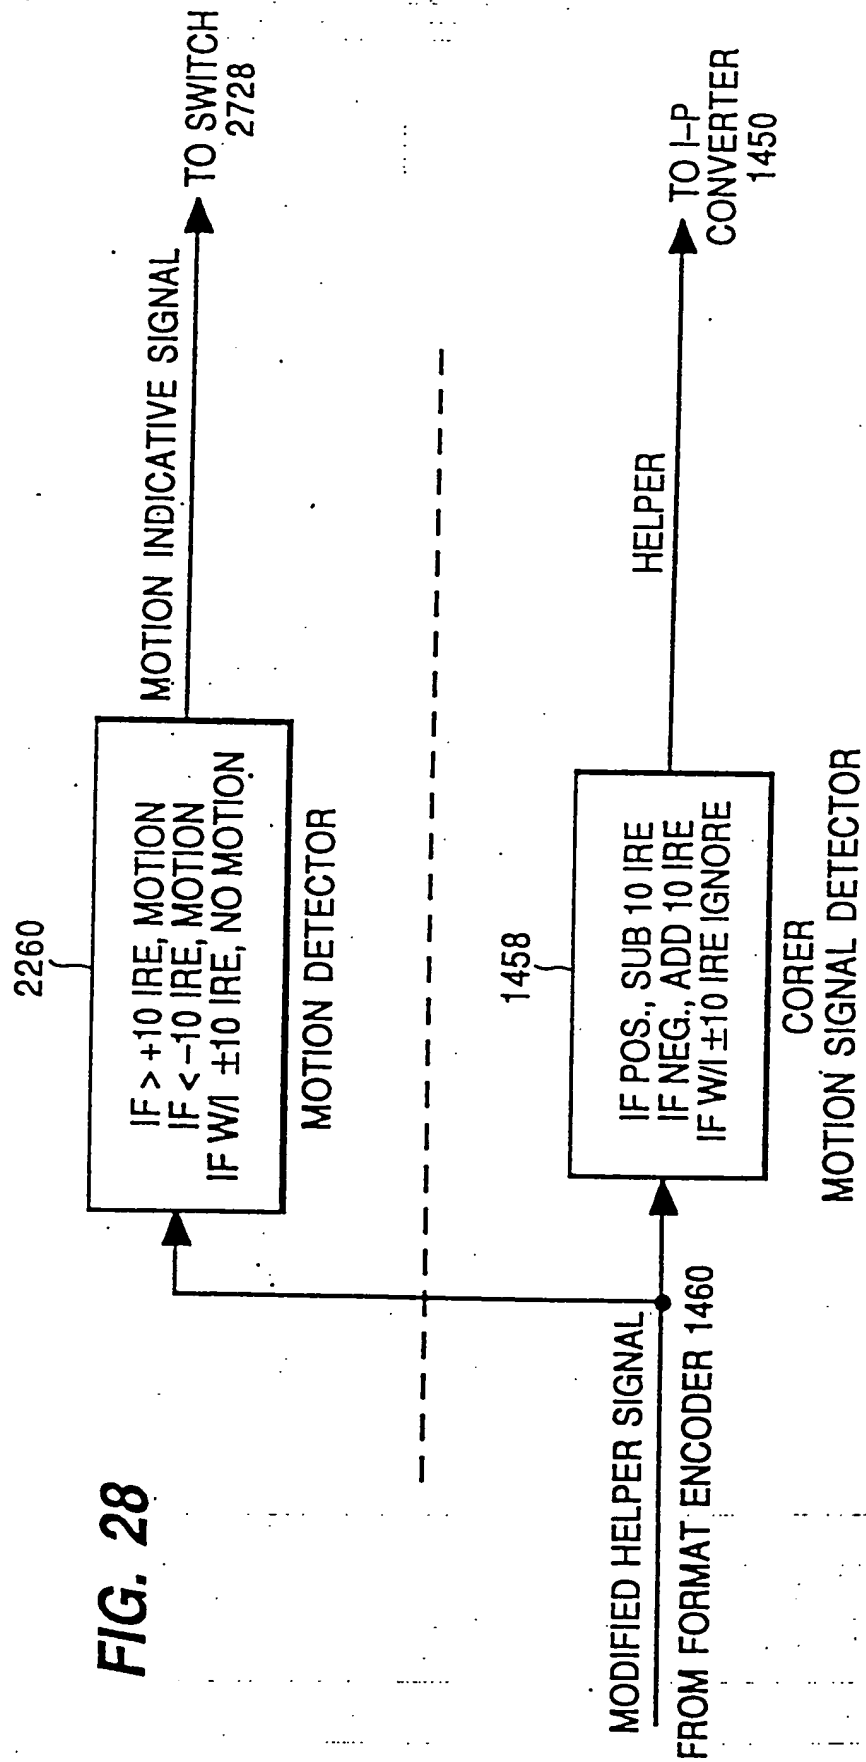 FIG. 28
2260
IF > +10 IRE, MOTION
IF < -10 IRE, MOTION
IF W/I ±10 IRE, NO MOTION
MOTION DETECTOR
MOTION INDICATIVE SIGNAL
TO SWITCH
2728
MODIFIED HELPER SIGNAL
FROM FORMAT ENCODER 1460
1458
IF POS., SUB 10 IRE
IF NEG., ADD 10 IRE
IF W/I ±10 IRE IGNORE
CORER
MOTION SIGNAL DETECTOR
HELPER
TO I-P
CONVERTER
1450